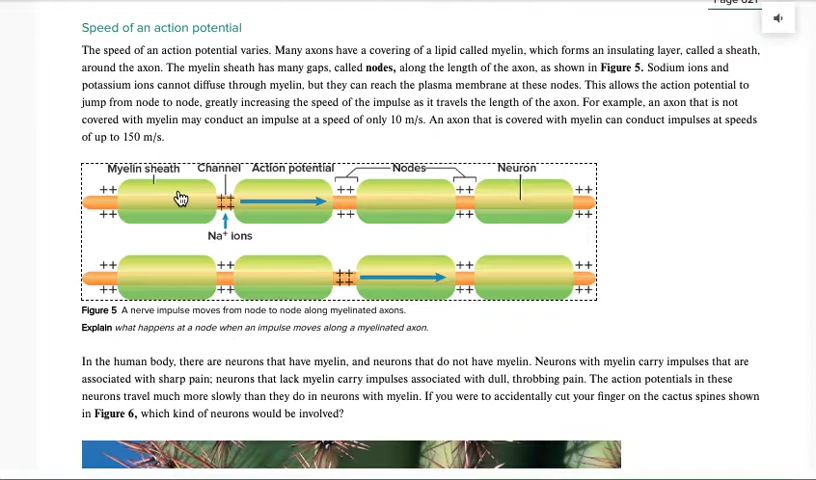 Page 621
Speed of an action potential
The speed of an action potential varies. Many axons have a covering of a lipid called myelin, which forms an insulating layer, called a sheath,
around the axon. The myelin sheath has many gaps, called nodes, along the length of the axon, as shown in Figure 5. Sodium ions and
potassium ions cannot diffuse through myelin, but they can reach the plasma membrane at these nodes. This allows the action potential to
jump from node to node, greatly increasing the speed of the impulse as it travels the length of the axon. For example, an axon that is not
covered with myelin may conduct an impulse at a speed of only 10 m/s. An axon that is covered with myelin can conduct impulses at speeds
of up to 150 m/s.
Myelin sheath Channel Action potential Nodes Neuron
++ ++ ++ ++ ++
++ ++ ++ ++ ++
Na⁺ ions
++ ++ ++ ++ ++
++ ++ ++ ++ ++
Figure 5 A nerve impulse moves from node to node along myelinated axons.
Explain what happens at a node when an impulse moves along a myelinated axon.
In the human body, there are neurons that have myelin, and neurons that do not have myelin. Neurons with myelin carry impulses that are
associated with sharp pain; neurons that lack myelin carry impulses associated with dull, throbbing pain. The action potentials in these
neurons travel much more slowly than they do in neurons with myelin. If you were to accidentally cut your finger on the cactus spines shown
in Figure 6, which kind of neurons would be involved?